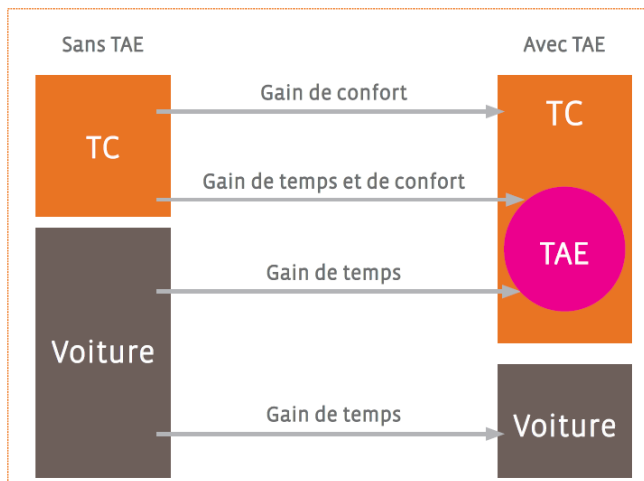 Sans TAE
Avec TAE
Gain de confort
TC
TC
Gain de temps et de confort
TAE
Gain de temps
Voiture
Gain de temps
Voiture